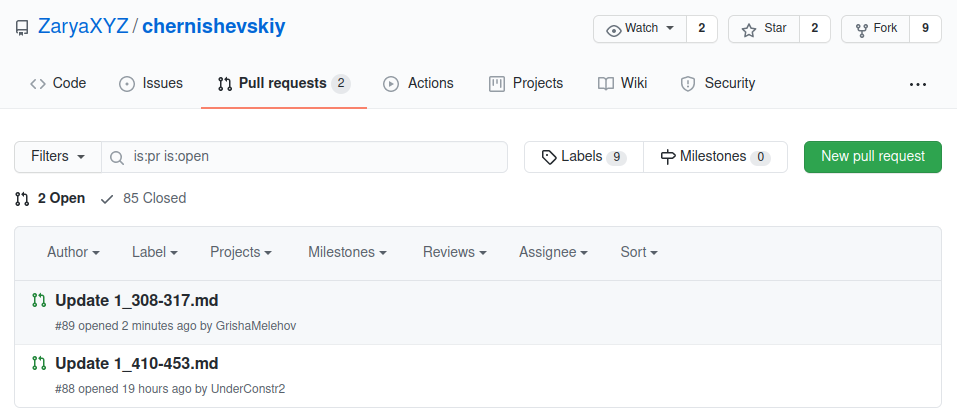 ZaryaXYZ / chernishevskiy
Watch 2 Star 2 Fork 9
Code Issues Pull requests 2 Actions Projects Wiki Security
Filters is:pr is:open Labels 9 Milestones 0 New pull request
2 Open 85 Closed
Author Label Projects Milestones Reviews Assignee Sort
Update 1_308-317.md
#89 opened 2 minutes ago by GrishaMelehov
Update 1_410-453.md
#88 opened 19 hours ago by UnderConstr2